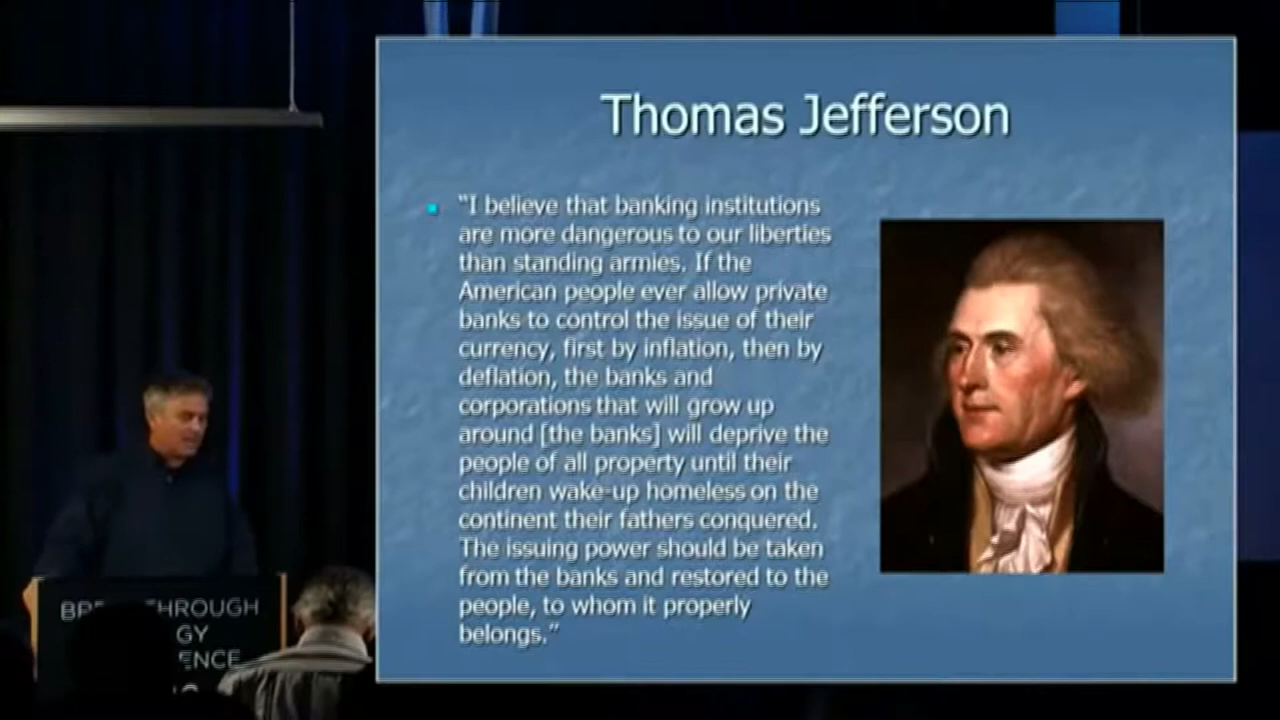 Thomas Jefferson
“I believe that banking institutions
are more dangerous to our liberties
than standing armies. If the
American people ever allow private
banks to control the issue of their
currency, first by inflation, then by
deflation, the banks and
corporations that will grow up
around [the banks] will deprive the
people of all property until their
children wake-up homeless on the
continent their fathers conquered.
The issuing power should be taken
from the banks and restored to the
people, to whom it properly
belongs.”